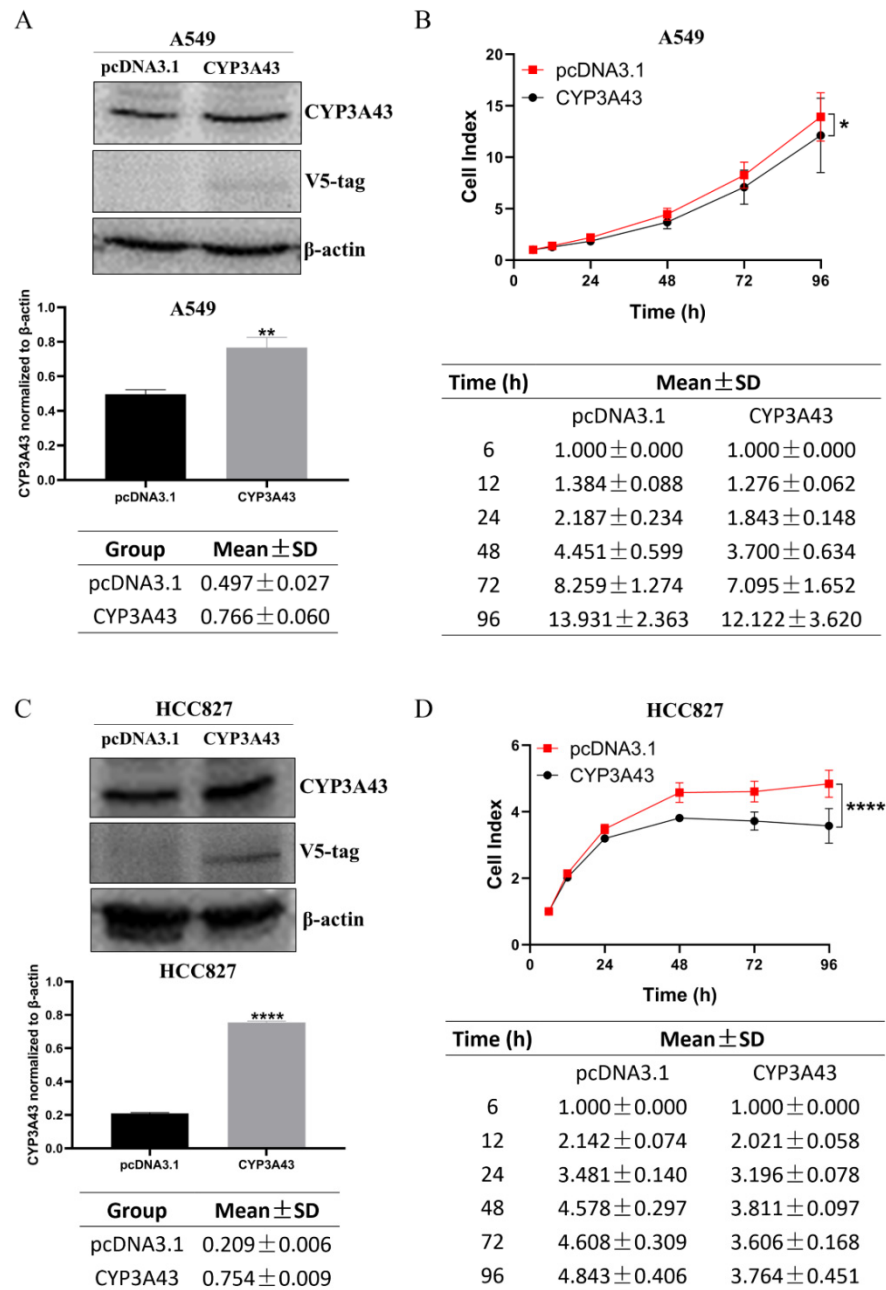 A
A549
pcDNA3.1 CYP3A43
CYP3A43
V5-tag
β-actin
A549
CYP3A43 normalized to β-actin
1.0
0.8
0.6
0.4
0.2
0.0
**
pcDNA3.1 CYP3A43
Group Mean±SD
pcDNA3.1 0.497±0.027
CYP3A43 0.766±0.060
B
A549
pcDNA3.1
CYP3A43
Cell Index
20
15
10
5
0
*
0 24 48 72 96
Time (h)
Time (h) Mean±SD
pcDNA3.1 CYP3A43
6 1.000±0.000 1.000±0.000
12 1.384±0.088 1.276±0.062
24 2.187±0.234 1.843±0.148
48 4.451±0.599 3.700±0.634
72 8.259±1.274 7.095±1.652
96 13.931±2.363 12.122±3.620
C
HCC827
pcDNA3.1 CYP3A43
CYP3A43
V5-tag
β-actin
HCC827
CYP3A43 normalized to β-actin
1.0
0.8
0.6
0.4
0.2
0.0
****
pcDNA3.1 CYP3A43
Group Mean±SD
pcDNA3.1 0.209±0.006
CYP3A43 0.754±0.009
D
HCC827
pcDNA3.1
CYP3A43
Cell Index
6
4
2
0
****
0 24 48 72 96
Time (h)
Time (h) Mean±SD
pcDNA3.1 CYP3A43
6 1.000±0.000 1.000±0.000
12 2.142±0.074 2.021±0.058
24 3.481±0.140 3.196±0.078
48 4.578±0.297 3.811±0.097
72 4.608±0.309 3.606±0.168
96 4.843±0.406 3.764±0.451